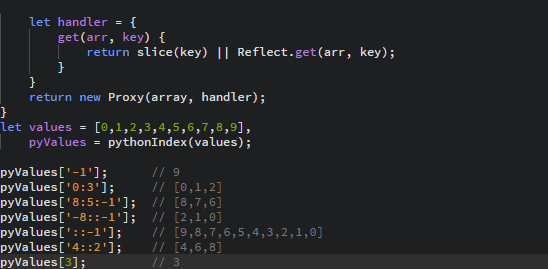 let handler = {
get(arr, key) {
return slice(key) || Reflect.get(arr, key);
}
}
return new Proxy(array, handler);
}
let values = [0,1,2,3,4,5,6,7,8,9],
pyValues = pythonIndex(values);
pyValues['-1']; // 9
pyValues['0:3']; // [0,1,2]
pyValues['8:5:-1']; // [8,7,6]
pyValues['-8::-1']; // [2,1,0]
pyValues['::-1']; // [9,8,7,6,5,4,3,2,1,0]
pyValues['4::2']; // [4,6,8]
pyValues[3]; // 3